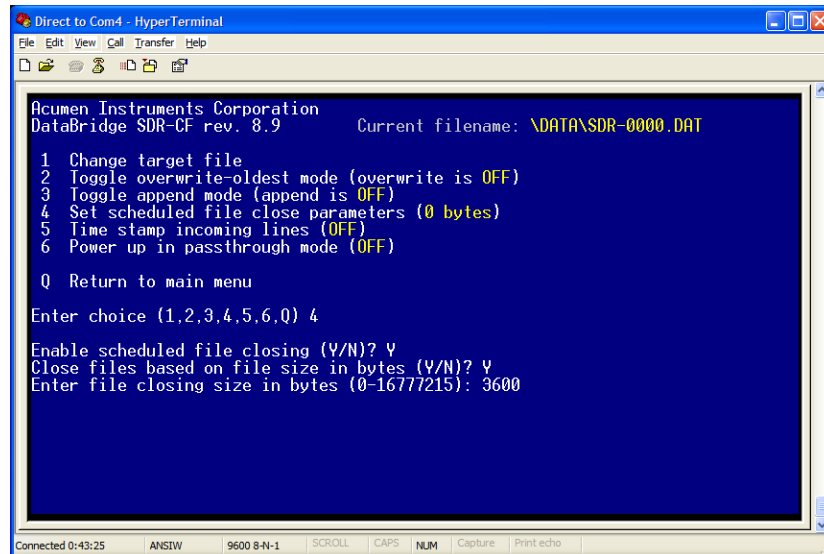 Direct to Com4 - HyperTerminal
File Edit View Call Transfer Help
Acumen Instruments Corporation
DataBridge SDR-CF rev. 8.9 Current filename: \DATA\SDR-0000.DAT
1 Change target file
2 Toggle overwrite-oldest mode (overwrite is OFF)
3 Toggle append mode (append is OFF)
4 Set scheduled file close parameters (0 bytes)
5 Time stamp incoming lines (OFF)
6 Power up in passthrough mode (OFF)
Q Return to main menu
Enter choice (1,2,3,4,5,6,Q) 4
Enable scheduled file closing (Y/N)? Y
Close files based on file size in bytes (Y/N)? Y
Enter file closing size in bytes (0-16777215): 3600
Connected 0:43:25 ANSIW 9600 8-N-1 SCROLL CAPS NUM Capture Print echo